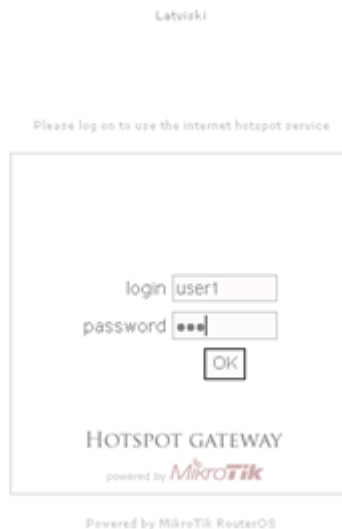 Latviski
Please log on to use the internet hotspot service
login user1
password •••
OK
HOTSPOT GATEWAY
powered by MikroTik
Powered by MikroTik RouterOS